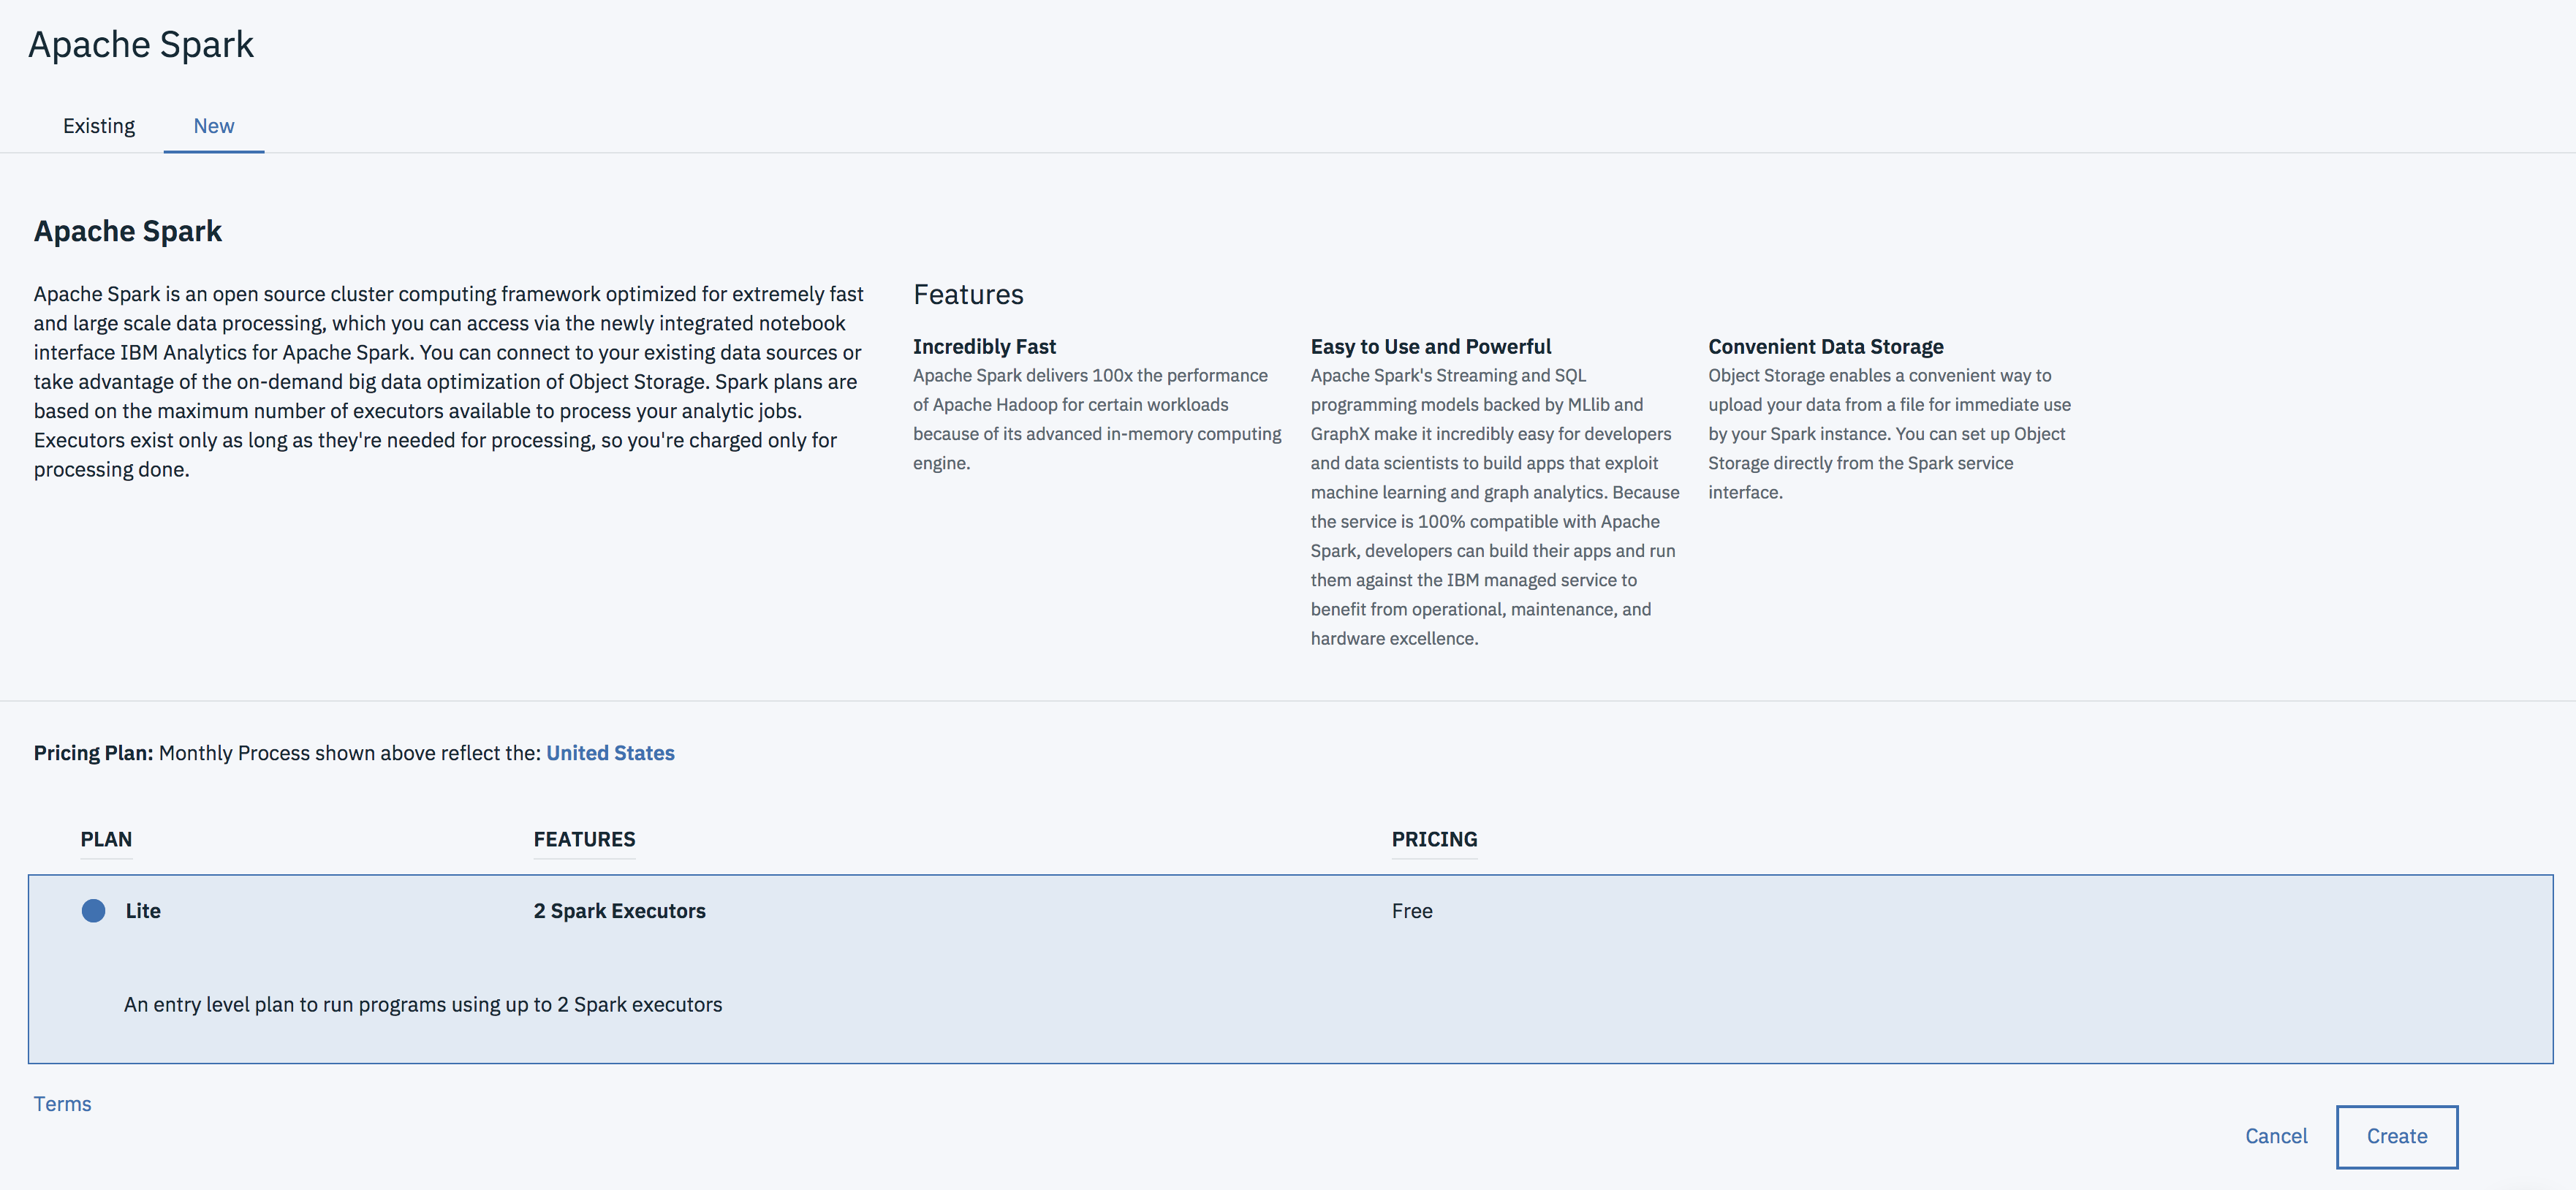 Apache Spark
Existing
New
Apache Spark
Apache Spark is an open source cluster computing framework optimized for extremely fast
and large scale data processing, which you can access via the newly integrated notebook
interface IBM Analytics for Apache Spark. You can connect to your existing data sources or
take advantage of the on-demand big data optimization of Object Storage. Spark plans are
based on the maximum number of executors available to process your analytic jobs.
Executors exist only as long as they're needed for processing, so you're charged only for
processing done.
Features
Incredibly Fast
Apache Spark delivers 100x the performance
of Apache Hadoop for certain workloads
because of its advanced in-memory computing
engine.
Easy to Use and Powerful
Apache Spark's Streaming and SQL
programming models backed by MLlib and
GraphX make it incredibly easy for developers
and data scientists to build apps that exploit
machine learning and graph analytics. Because
the service is 100% compatible with Apache
Spark, developers can build their apps and run
them against the IBM managed service to
benefit from operational, maintenance, and
hardware excellence.
Convenient Data Storage
Object Storage enables a convenient way to
upload your data from a file for immediate use
by your Spark instance. You can set up Object
Storage directly from the Spark service
interface.
Pricing Plan: Monthly Process shown above reflect the: United States
PLAN
FEATURES
PRICING
Lite
2 Spark Executors
Free
An entry level plan to run programs using up to 2 Spark executors
Terms
Cancel
Create